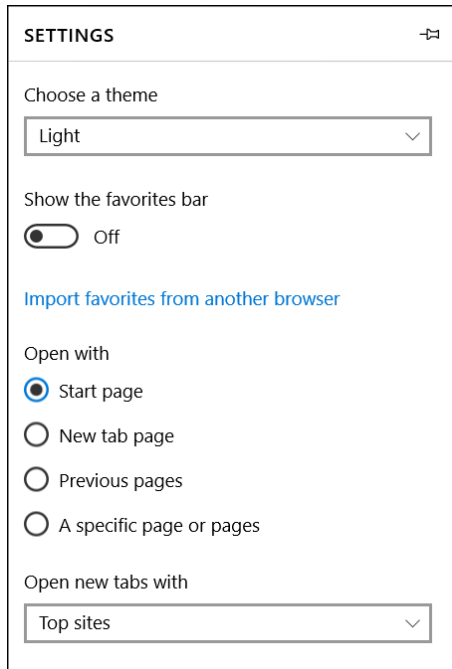 SETTINGS
Choose a theme
Light
Show the favorites bar
Off
Import favorites from another browser
Open with
Start page
New tab page
Previous pages
A specific page or pages
Open new tabs with
Top sites